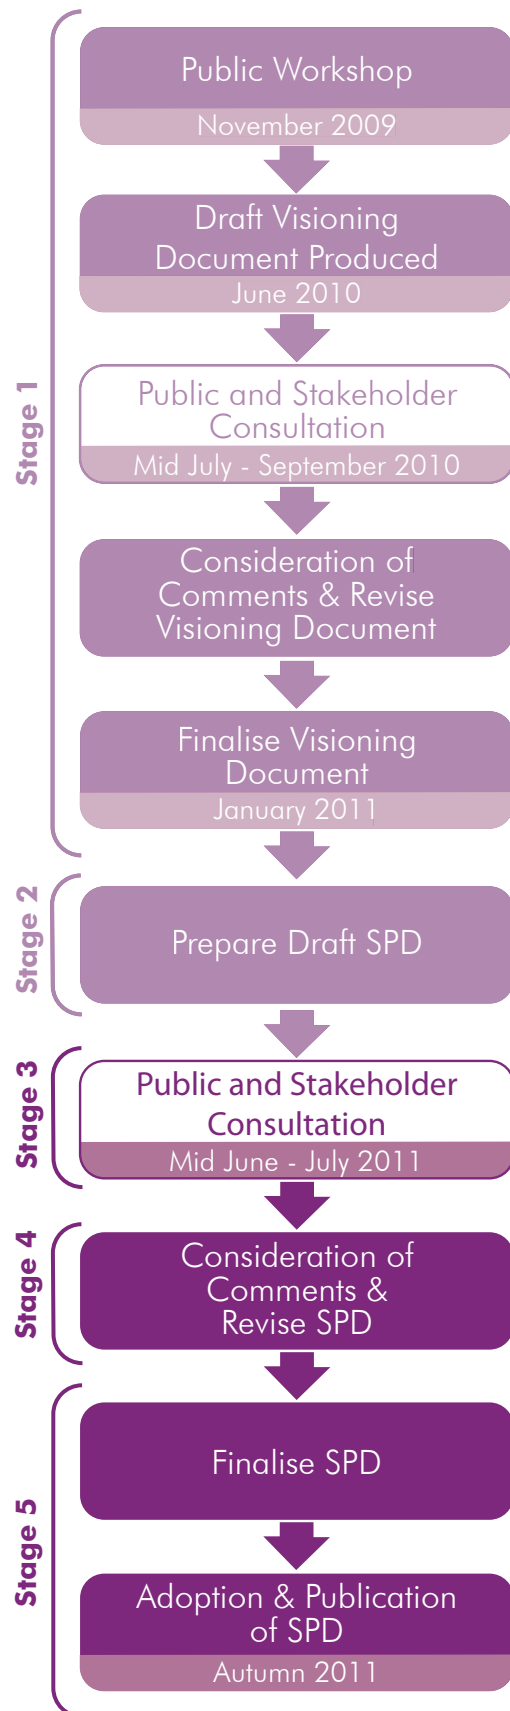 Stage 1
Public Workshop
November 2009
Draft Visioning
Document Produced
June 2010
Public and Stakeholder
Consultation
Mid July - September 2010
Consideration of
Comments & Revise
Visioning Document
Finalise Visioning
Document
January 2011
Stage 2
Prepare Draft SPD
Stage 3
Public and Stakeholder
Consultation
Mid June - July 2011
Stage 4
Consideration of
Comments &
Revise SPD
Stage 5
Finalise SPD
Adoption & Publication
of SPD
Autumn 2011